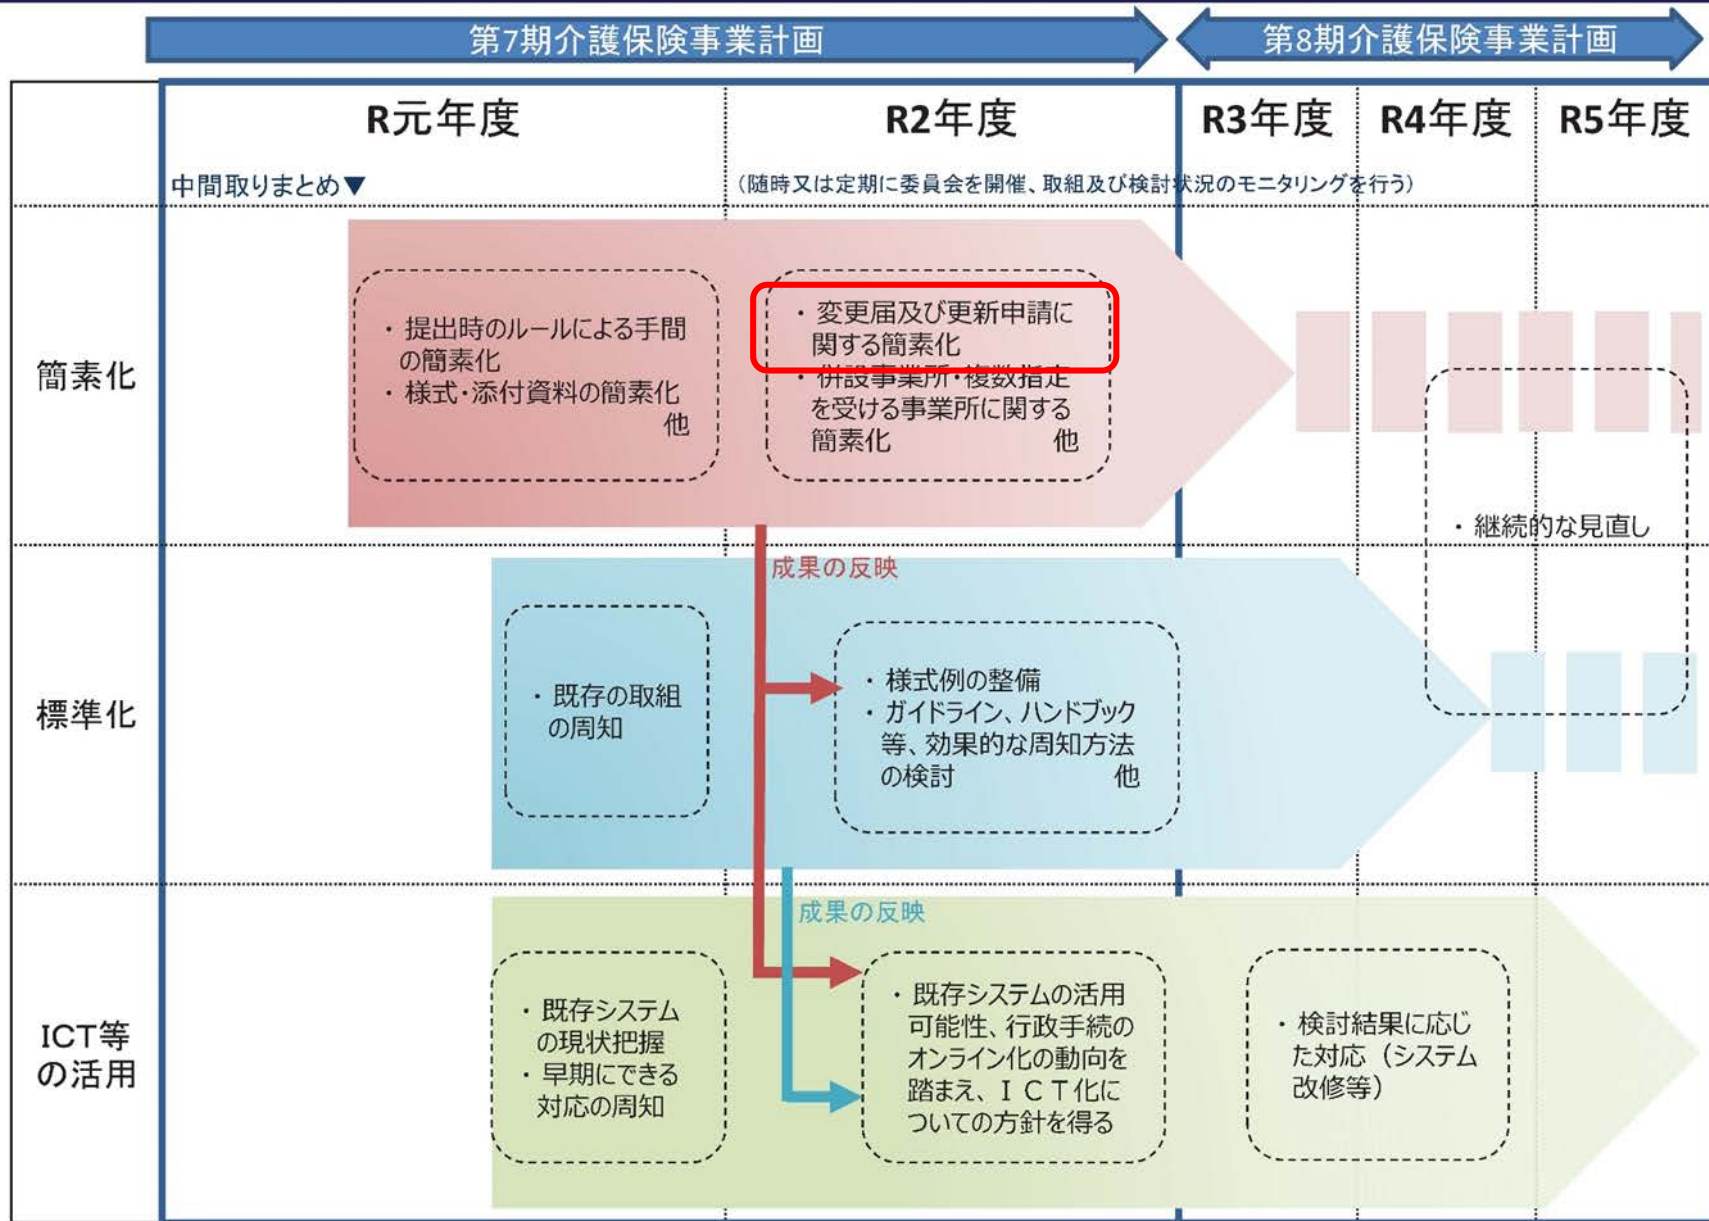 第7期介護保険事業計画
第8期介護保険事業計画
R元年度
R2年度
R3年度
R4年度
R5年度
中間取りまとめ▼
（随時又は定期に委員会を開催、取組及び検討状況のモニタリングを行う）
簡素化
・提出時のルールによる手間
の簡素化
・様式・添付資料の簡素化
他
・変更届及び更新申請に
関する簡素化
・併設事業所・複数指定
を受ける事業所に関する
簡素化 他
・継続的な見直し
成果の反映
標準化
・既存の取組
の周知
・様式例の整備
・ガイドライン、ハンドブック
等、効果的な周知方法
の検討 他
成果の反映
ICT等
の活用
・既存システム
の現状把握
・早期にできる
対応の周知
・既存システムの活用
可能性、行政手続の
オンライン化の動向を
踏まえ、ＩＣＴ化に
ついての方針を得る
・検討結果に応じ
た対応（システム
改修等）